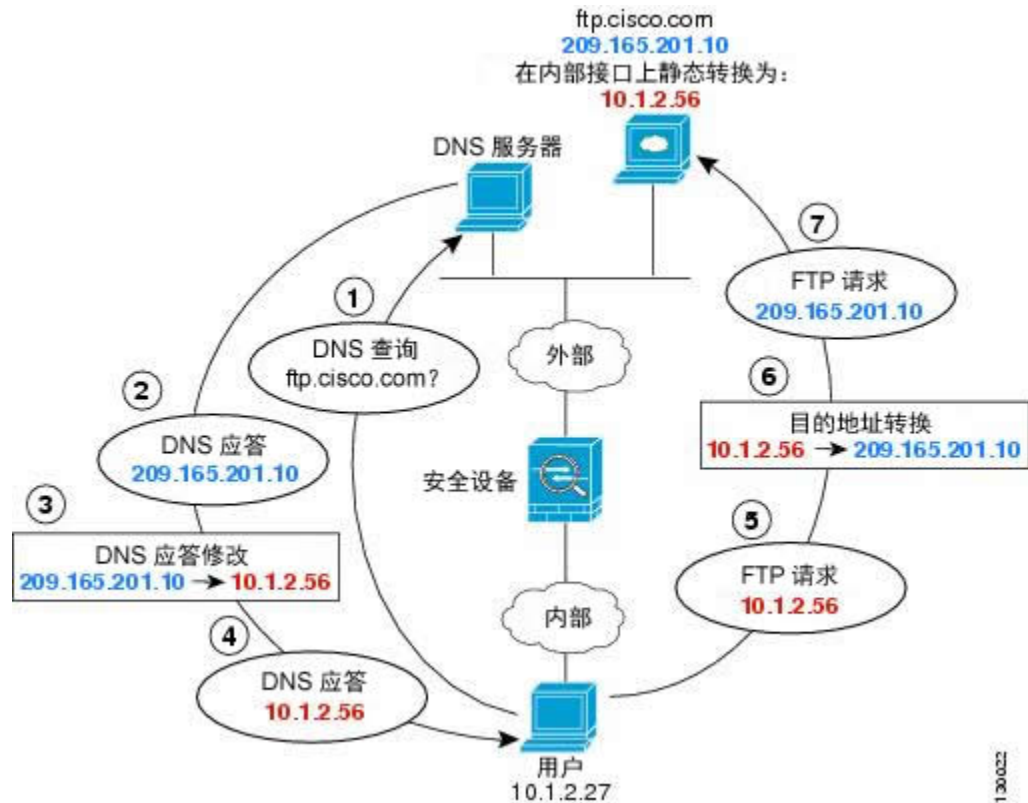 ftp.cisco.com
209.165.201.10
在内部接口上静态转换为：
10.1.2.56
DNS 服务器
7
FTP 请求
209.165.201.10
1
DNS 查询
ftp.cisco.com?
外部
2
DNS 应答
209.165.201.10
6
目的地址转换
10.1.2.56 → 209.165.201.10
安全设备
3
DNS 应答修改
209.165.201.10 → 10.1.2.56
5
FTP 请求
10.1.2.56
内部
4
DNS 应答
10.1.2.56
用户
10.1.2.27
130022